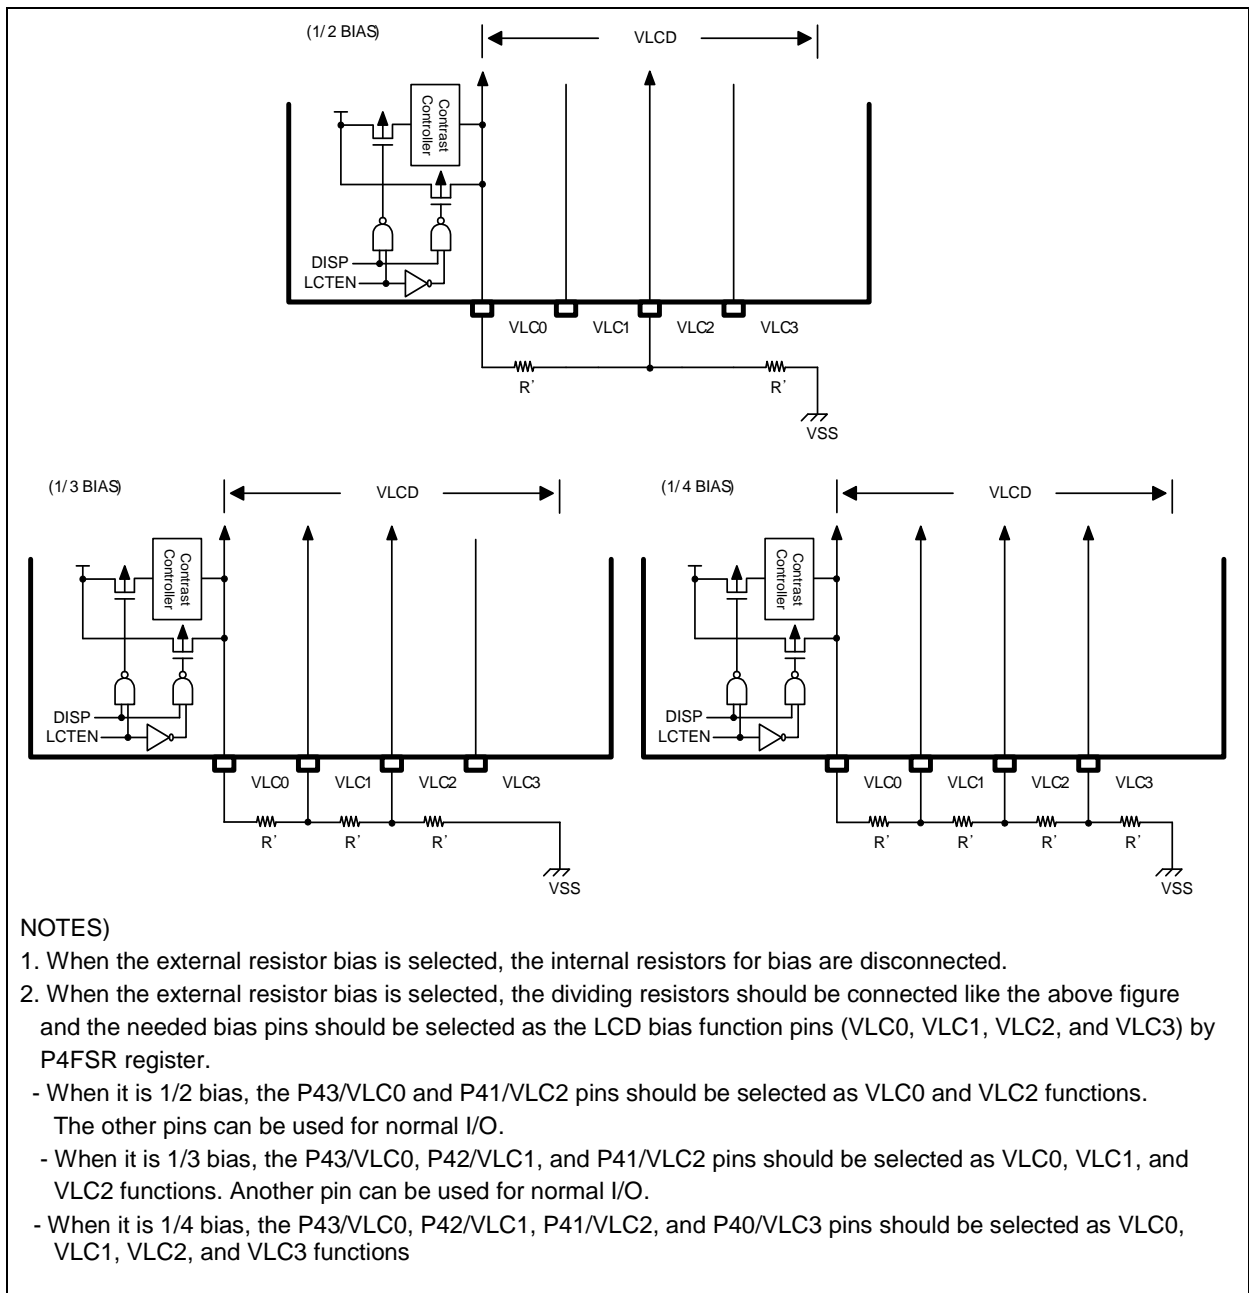 (1/2 BIAS)
VLCD
Contrast
Controller
DISP
LCTEN
VLC0 VLC1 VLC2 VLC3
R' R'
VSS
(1/3 BIAS)
VLCD
Contrast
Controller
DISP
LCTEN
VLC0 VLC1 VLC2 VLC3
R' R' R'
VSS
(1/4 BIAS)
VLCD
Contrast
Controller
DISP
LCTEN
VLC0 VLC1 VLC2 VLC3
R' R' R' R'
VSS
NOTES)
1. When the external resistor bias is selected, the internal resistors for bias are disconnected.
2. When the external resistor bias is selected, the dividing resistors should be connected like the above figure
and the needed bias pins should be selected as the LCD bias function pins (VLC0, VLC1, VLC2, and VLC3) by
P4FSR register.
- When it is 1/2 bias, the P43/VLC0 and P41/VLC2 pins should be selected as VLC0 and VLC2 functions.
The other pins can be used for normal I/O.
- When it is 1/3 bias, the P43/VLC0, P42/VLC1, and P41/VLC2 pins should be selected as VLC0, VLC1, and
VLC2 functions. Another pin can be used for normal I/O.
- When it is 1/4 bias, the P43/VLC0, P42/VLC1, P41/VLC2, and P40/VLC3 pins should be selected as VLC0,
VLC1, VLC2, and VLC3 functions